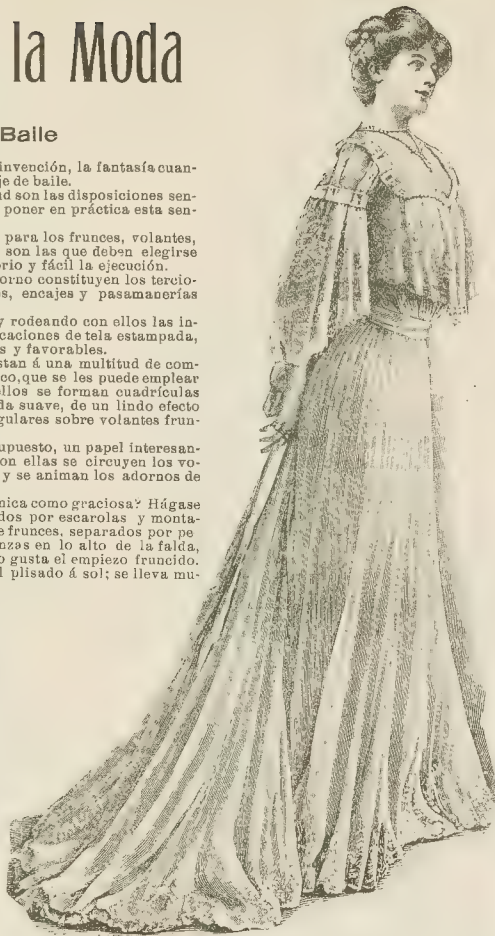 la Moda
Baile
invención, la fantasía cuan-
je de baile.
d son las disposiciones sen-
poner en práctica esta sen-
para los frunces, volantes,
son las que deben elegirse
rio y fácil la ejecución.
orno constituyen los tercio-
s, encajes y pasamanerías
y rodeando con ellos las in-
caciones de tela estampada,
s y favorables.
stan á una multitud de com-
co, que se les puede emplear
ellos se forman cuadrículas
da suave, de un lindo efecto
gulares sobre volantes frun-
upuesto, un papel interesan-
on ellas se circuyen los vo-
y se animan los adornos de
nica como graciosa? Hágase
dos por escarolas y monta-
e frunces, separados por pe
nzas en lo alto de la falda,
o gusta el empiezo fruncido.
l plisado á sol; se lleva mu-